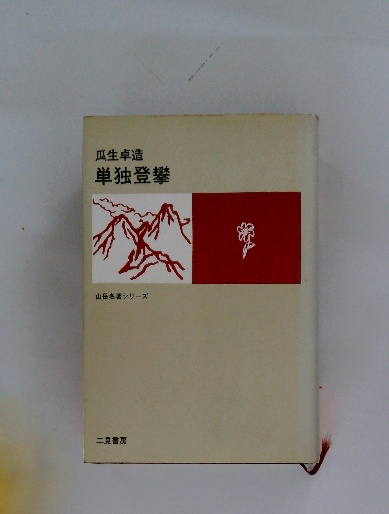 瓜生卓造
単独登攀
山岳名著シリーズ
二見書房